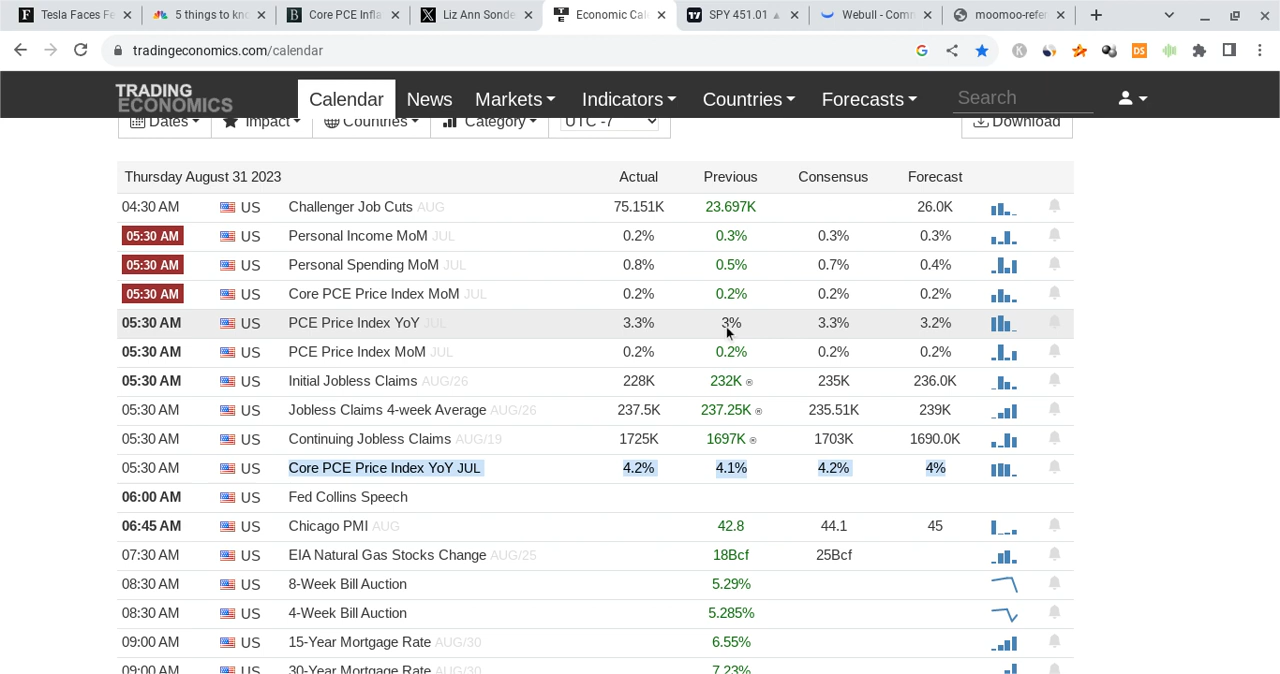 Tesla Faces F
5 things to kn
Core PCE Infla
Liz Ann Sonde
Economic Cal
SPY 451.01
Webull - Comm
moomoo-refer
tradingeconomics.com/calendar
TRADING ECONOMICS
Calendar News Markets Indicators Countries Forecasts Search
Dates Impact Countries Category UTC -7 Download
Thursday August 31 2023 Actual Previous Consensus Forecast
04:30 AM US Challenger Job Cuts AUG 75.151K 23.697K 26.0K
05:30 AM US Personal Income MoM JUL 0.2% 0.3% 0.3% 0.3%
05:30 AM US Personal Spending MoM JUL 0.8% 0.5% 0.7% 0.4%
05:30 AM US Core PCE Price Index MoM JUL 0.2% 0.2% 0.2% 0.2%
05:30 AM US PCE Price Index YoY JUL 3.3% 3% 3.3% 3.2%
05:30 AM US PCE Price Index MoM JUL 0.2% 0.2% 0.2% 0.2%
05:30 AM US Initial Jobless Claims AUG/26 228K 232K ® 235K 236.0K
05:30 AM US Jobless Claims 4-week Average AUG/26 237.5K 237.25K ® 235.51K 239K
05:30 AM US Continuing Jobless Claims AUG/19 1725K 1697K ® 1703K 1690.0K
05:30 AM US Core PCE Price Index YoY JUL 4.2% 4.1% 4.2% 4%
06:00 AM US Fed Collins Speech
06:45 AM US Chicago PMI AUG 42.8 44.1 45
07:30 AM US EIA Natural Gas Stocks Change AUG/25 18Bcf 25Bcf
08:30 AM US 8-Week Bill Auction 5.29%
08:30 AM US 4-Week Bill Auction 5.285%
09:00 AM US 15-Year Mortgage Rate AUG/30 6.55%
09:00 AM US 30-Year Mortgage Rate AUG/30 7.23%